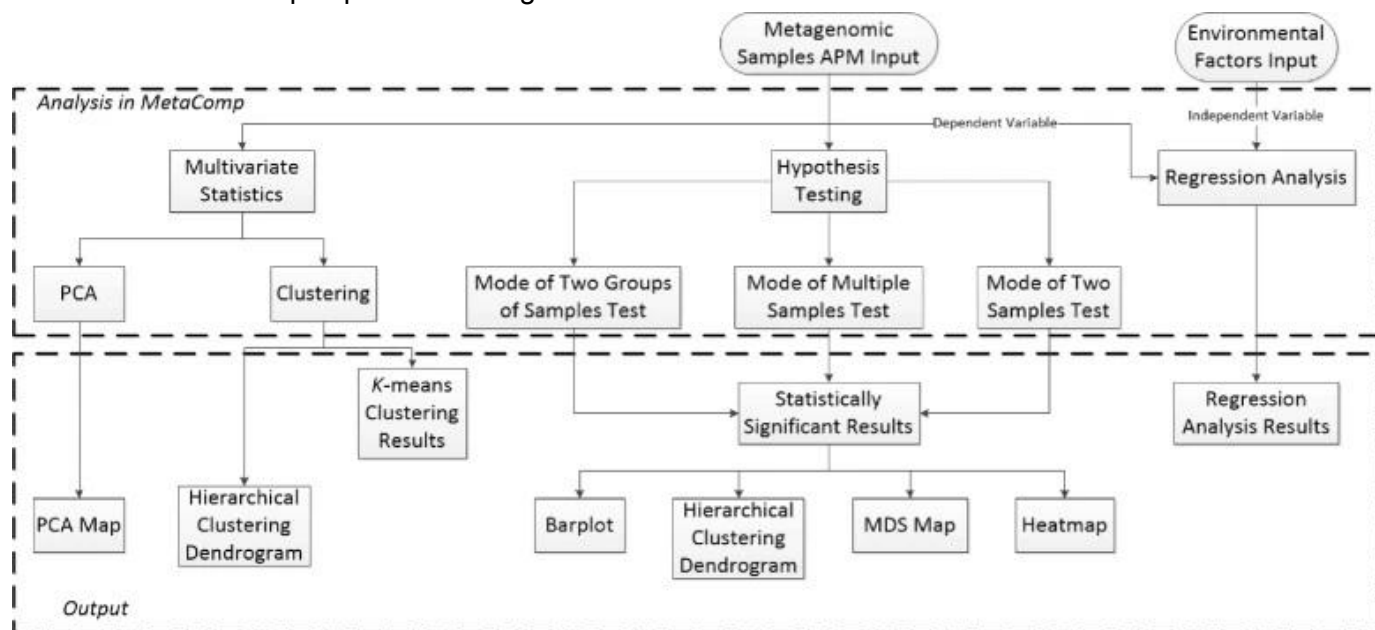 Metagenomic
Samples APM Input
Environmental
Factors Input
Analysis in MetaComp
Dependent Variable
Independent Variable
Multivariate
Statistics
Hypothesis
Testing
Regression Analysis
PCA
Clustering
Mode of Two Groups
of Samples Test
Mode of Multiple
Samples Test
Mode of Two
Samples Test
K-means
Clustering
Results
Statistically
Significant Results
Regression
Analysis Results
PCA Map
Hierarchical
Clustering
Dendrogram
Barplot
Hierarchical
Clustering
Dendrogram
MDS Map
Heatmap
Output